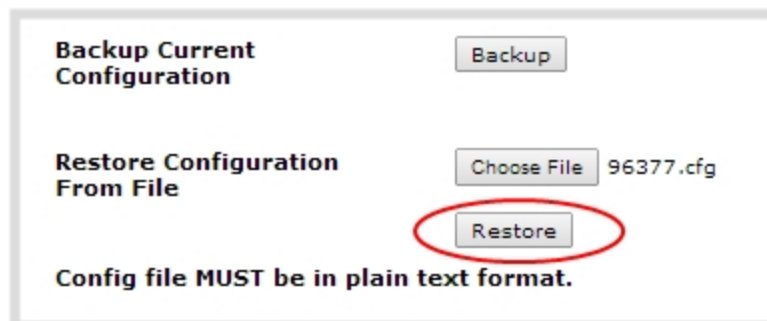 Backup Current
Configuration
Backup
Restore Configuration
From File
Choose File 96377.cfg
Restore
Config file MUST be in plain text format.